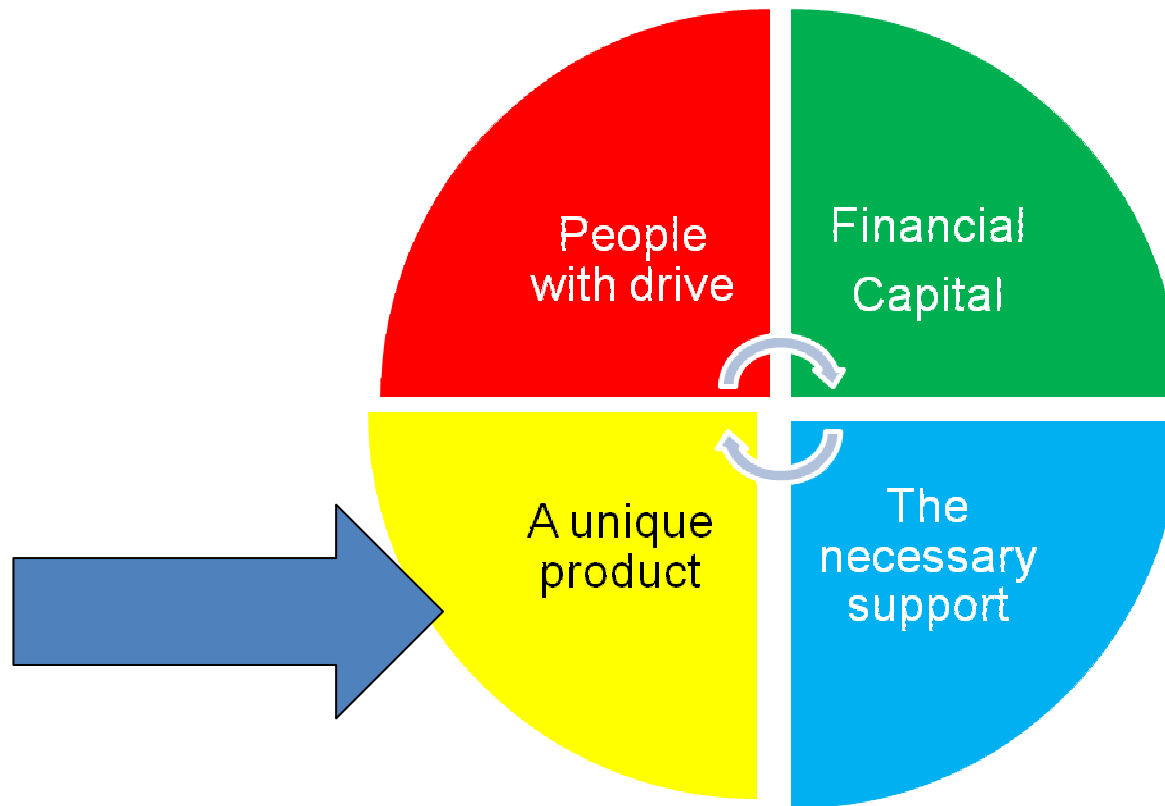 People
with drive
Financial
Capital
A unique
product
The
necessary
support